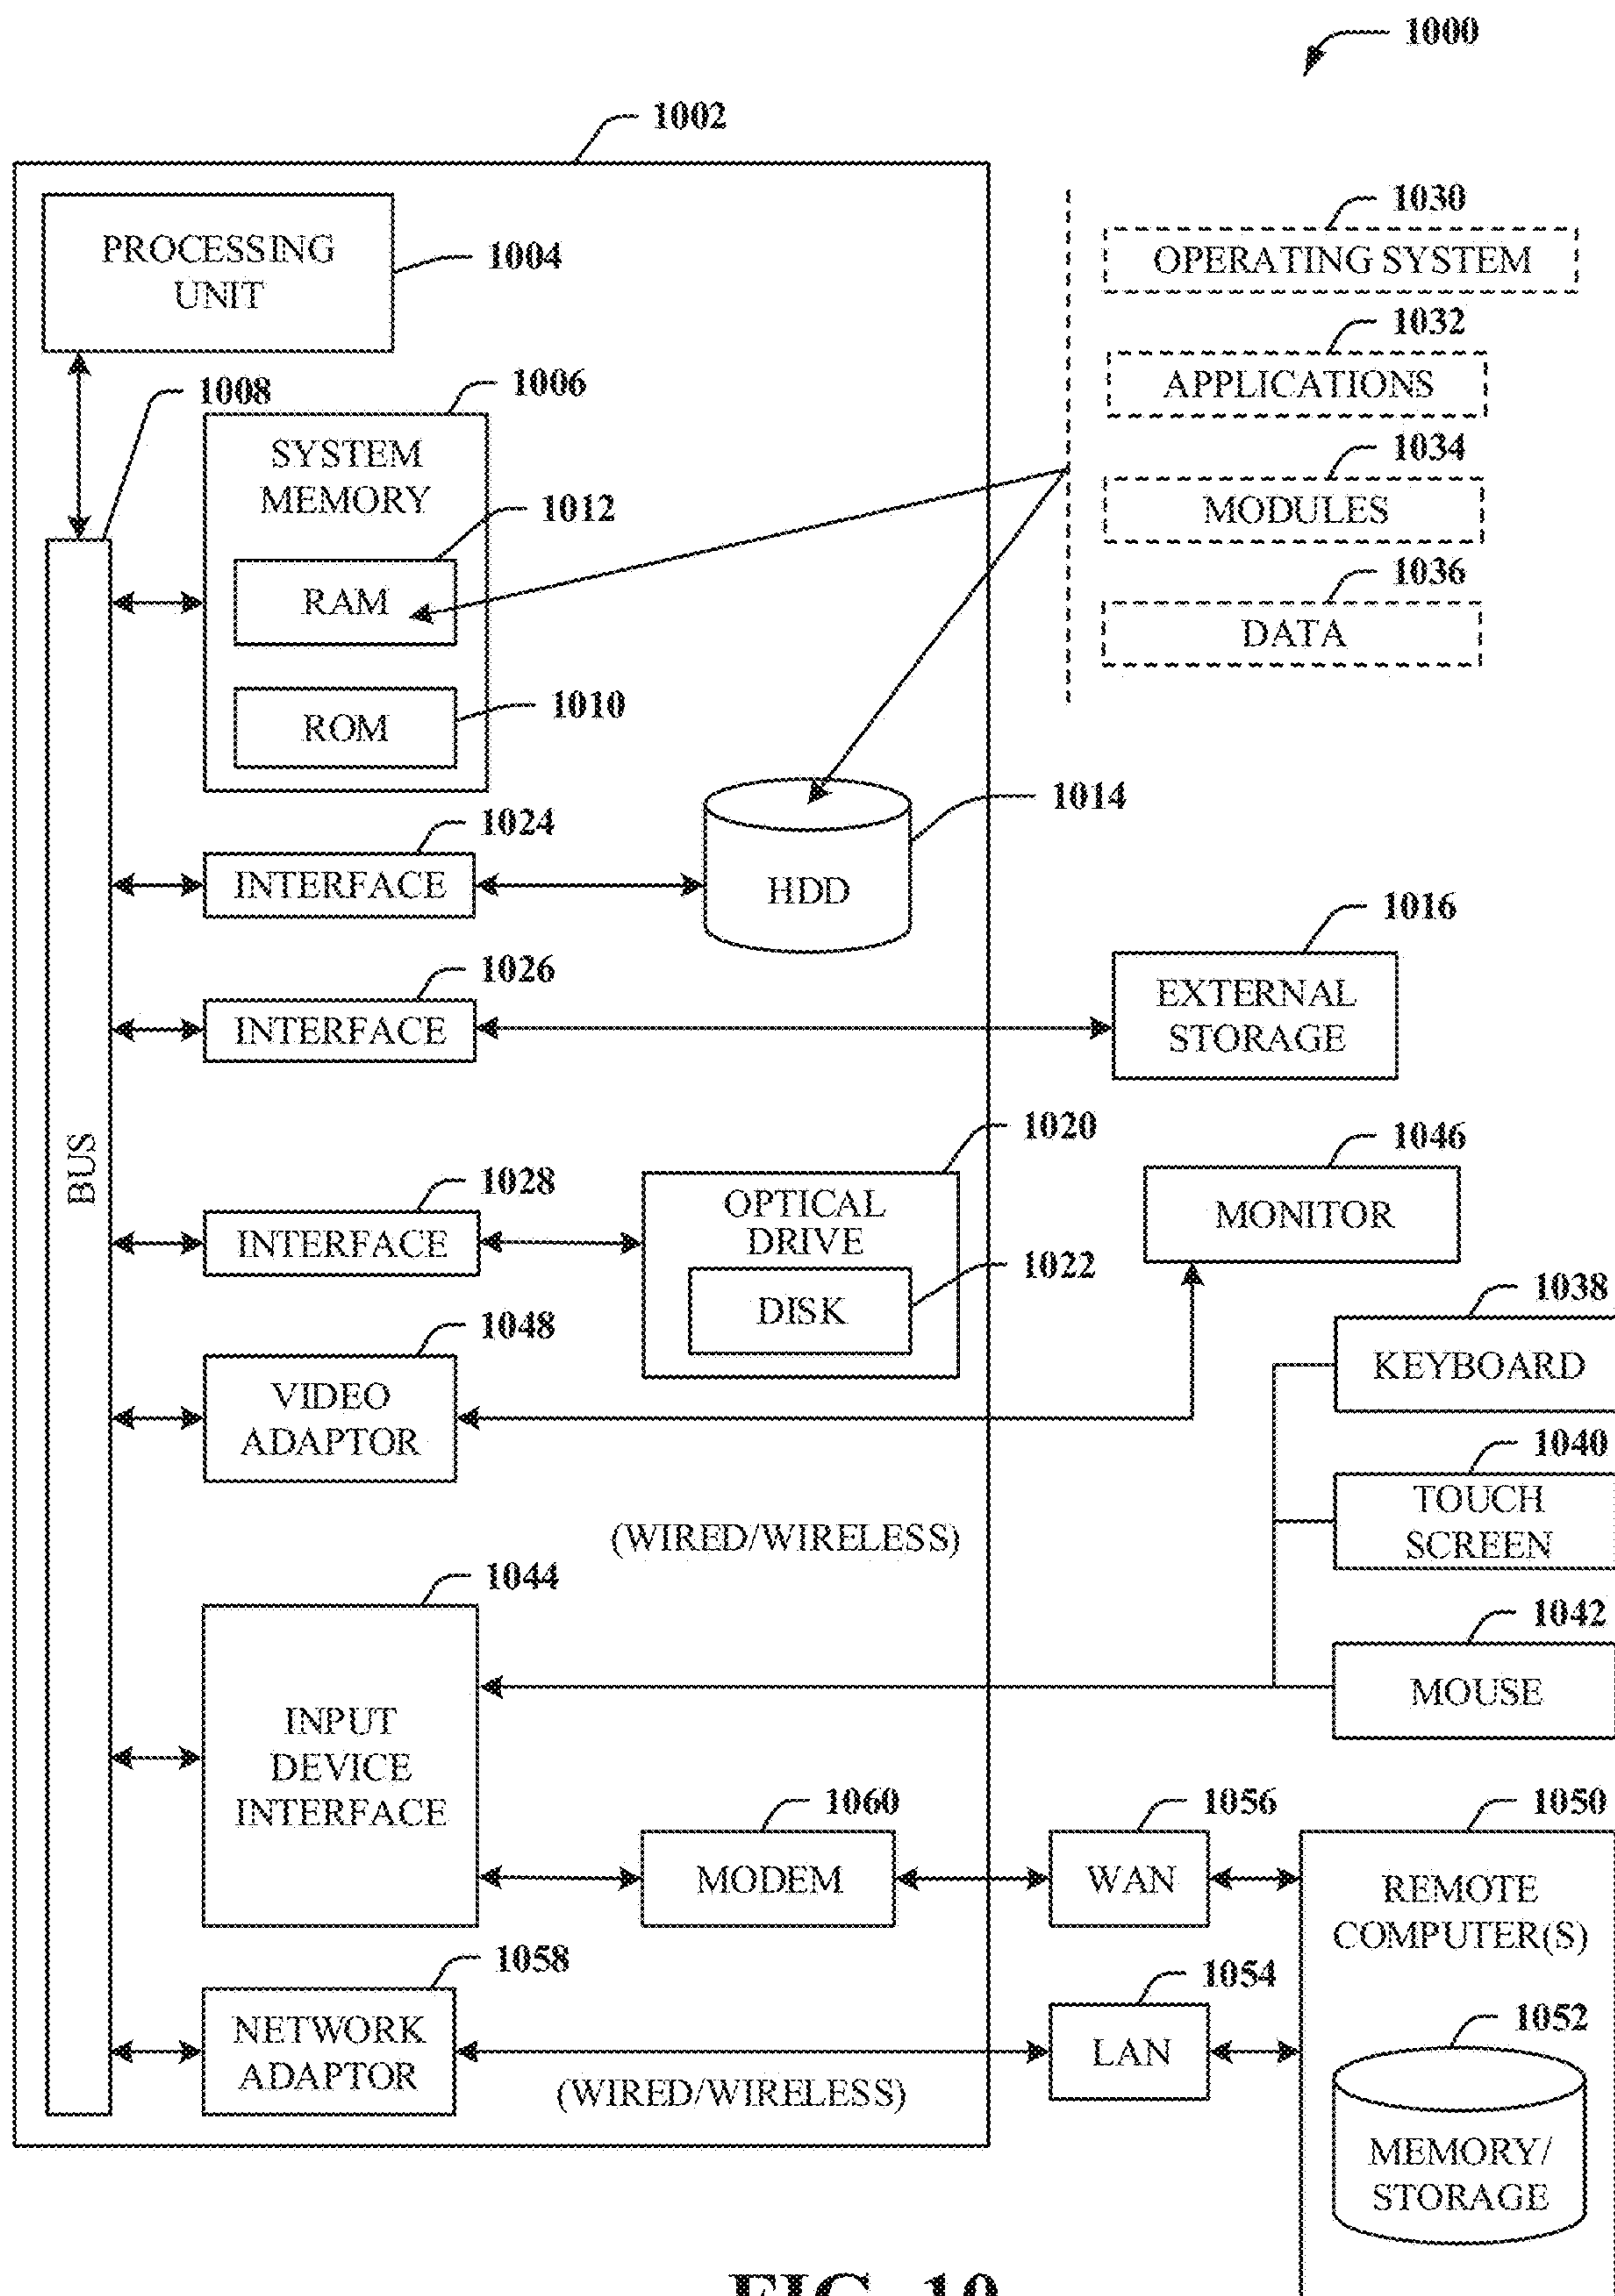 1000
1002
PROCESSING
UNIT
1004
1030
OPERATING SYSTEM
1032
APPLICATIONS
1034
MODULES
1036
DATA
1008
1006
SYSTEM
MEMORY
1012
RAM
1010
ROM
BUS
1024
INTERFACE
1014
HDD
1026
INTERFACE
1016
EXTERNAL
STORAGE
1028
INTERFACE
1020
OPTICAL
DRIVE
1022
DISK
1046
MONITOR
1048
VIDEO
ADAPTOR
1038
KEYBOARD
1040
TOUCH
SCREEN
(WIRED/WIRELESS)
1044
INPUT
DEVICE
INTERFACE
1042
MOUSE
1060
MODEM
1056
WAN
1050
REMOTE
COMPUTER(S)
1058
NETWORK
ADAPTOR
(WIRED/WIRELESS)
1054
LAN
1052
MEMORY/
STORAGE
FIG. 10